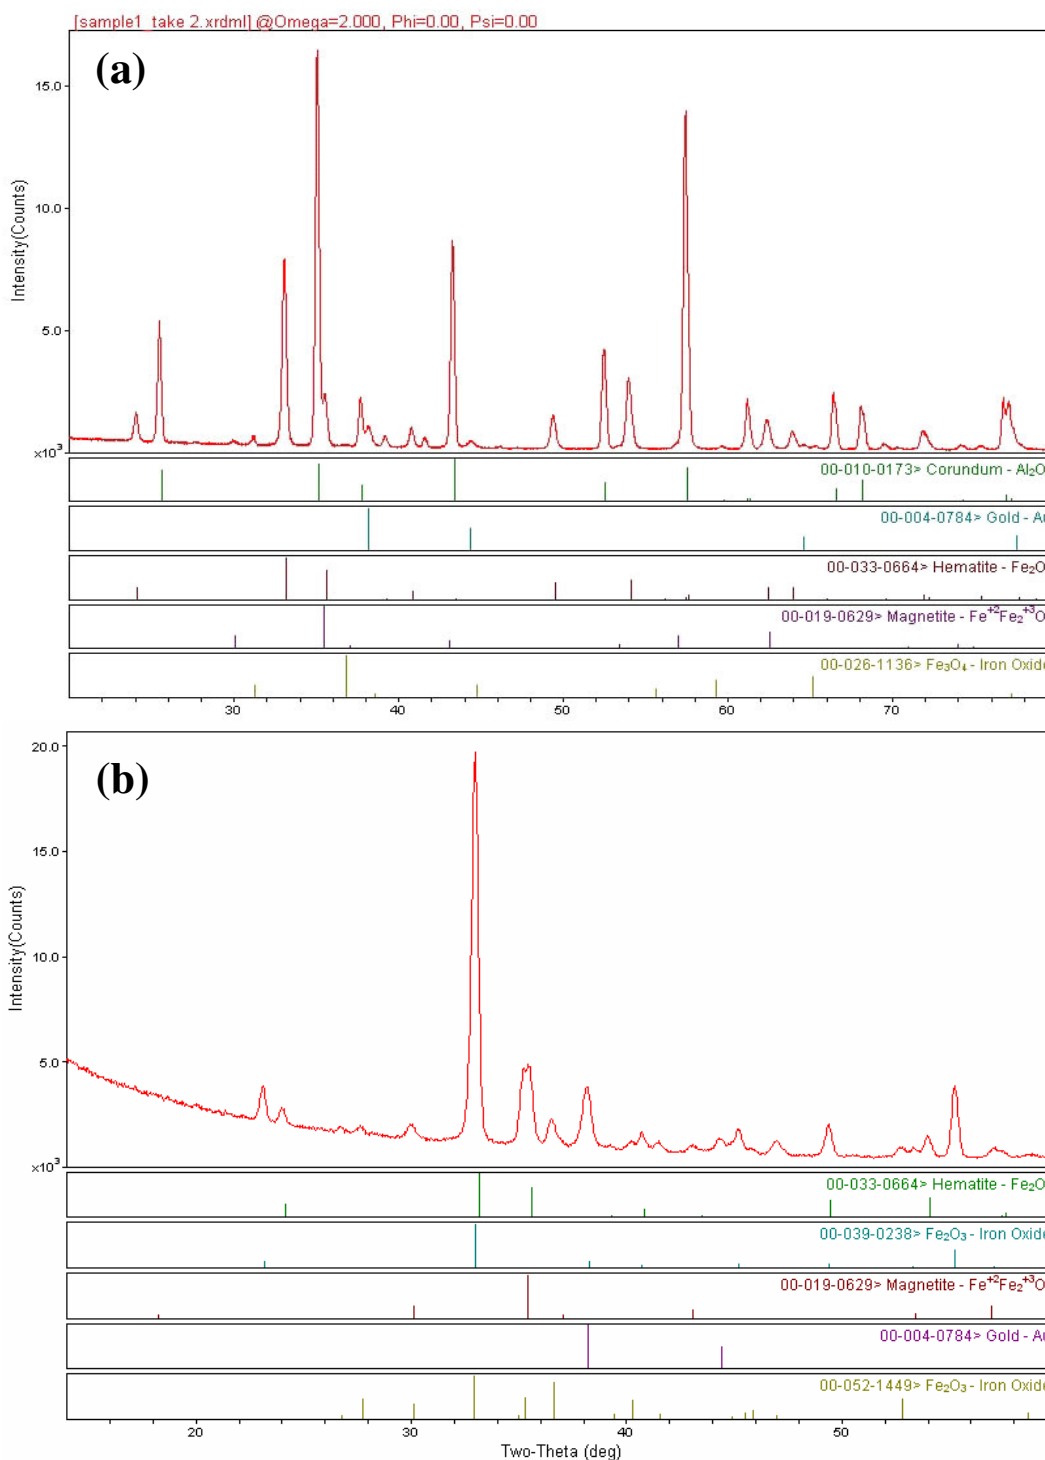 [sample1_take 2.xrdml] @Omega=2.000, Phi=0.00, Psi=0.00
(a)
15.0
10.0
5.0
x10³
Intensity(Counts)
00-010-0173> Corundum - Al₂O
00-004-0784> Gold - Au
00-033-0664> Hematite - Fe₂O
00-019-0629> Magnetite - Fe⁺²Fe₂⁺³O
00-026-1136> Fe₃O₄ - Iron Oxide
30 40 50 60 70
(b)
20.0
15.0
10.0
5.0
x10³
Intensity(Counts)
00-033-0664> Hematite - Fe₂O
00-039-0238> Fe₂O₃ - Iron Oxide
00-019-0629> Magnetite - Fe⁺²Fe₂⁺³O
00-004-0784> Gold - Au
00-052-1449> Fe₂O₃ - Iron Oxide
20 30 40 50
Two-Theta (deg)